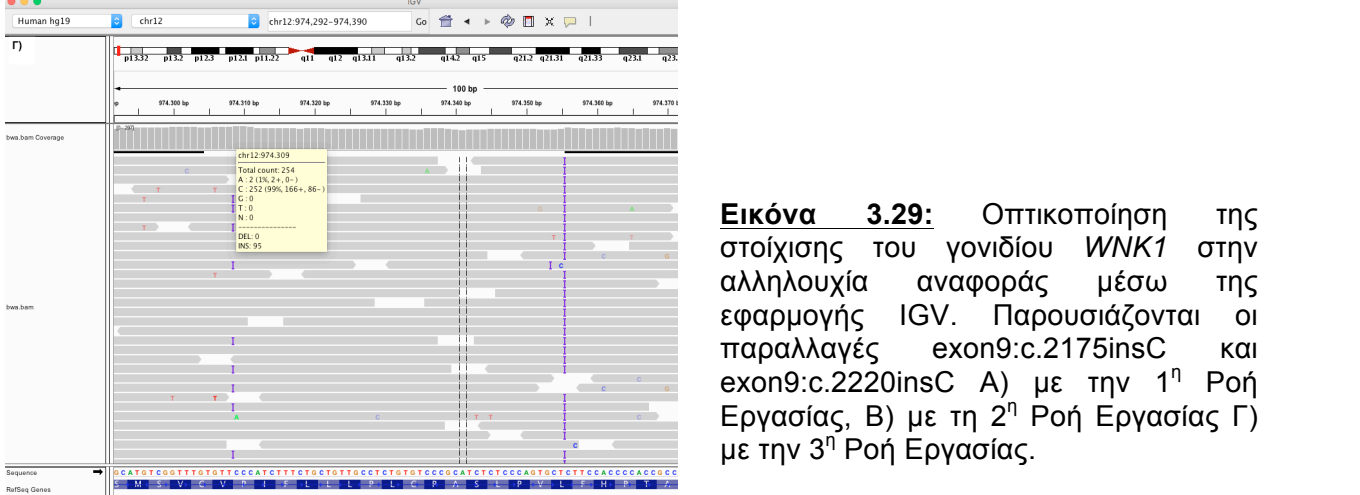 IGV
Human hg19 chr12 chr12:974,292-974,390 Go
Γ)
p13.32 p13.2 p12.3 p12.1 p11.22 q11 q12 q13.11 q13.2 q14.2 q15 q21.2 q21.31 q21.33 q23.1 q23.
100 bp
974.300 bp 974.310 bp 974.320 bp 974.330 bp 974.340 bp 974.350 bp 974.360 bp 974.370 b
bwa.bam Coverage
chr12:974.309
Total count: 254
A : 2 (1%, 2+, 0-)
C : 252 (99%, 166+, 86-)
G : 0
T : 0
N : 0
---------------
DEL: 0
INS: 95
bwa.bam
Sequence GCATGTCGGTTTGTGTTCCCATCTTTCTGCTGTTGCCTCTGTGTCCCGCATCTCTCCCAGTGCTCTTCCACCCCACCGCC
RefSeq Genes S M S V C V P I F L L L P L C P A S L P V L F H P T A
Εικόνα 3.29: Οπτικοποίηση της
στοίχισης του γονιδίου WNK1 στην
αλληλουχία αναφοράς μέσω της
εφαρμογής IGV. Παρουσιάζονται οι
παραλλαγές exon9:c.2175insC και
exon9:c.2220insC Α) με την 1η Ροή
Εργασίας, Β) με τη 2η Ροή Εργασίας Γ)
με την 3η Ροή Εργασίας.